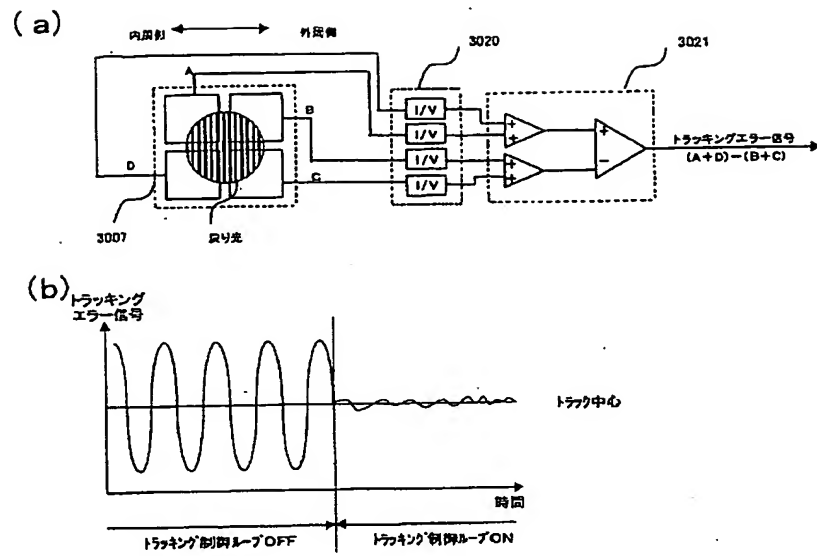 (a)
内周側
外周側
3020
3021
A
B
I/V
I/V
I/V
I/V
+
+
+
+
+
−
トラッキングエラー信号
(A+D)−(B+C)
D
C
3007
戻り光
(b)
トラッキング
エラー信号
トラック中心
時間
トラッキング制御ループOFF
トラッキング制御ループON